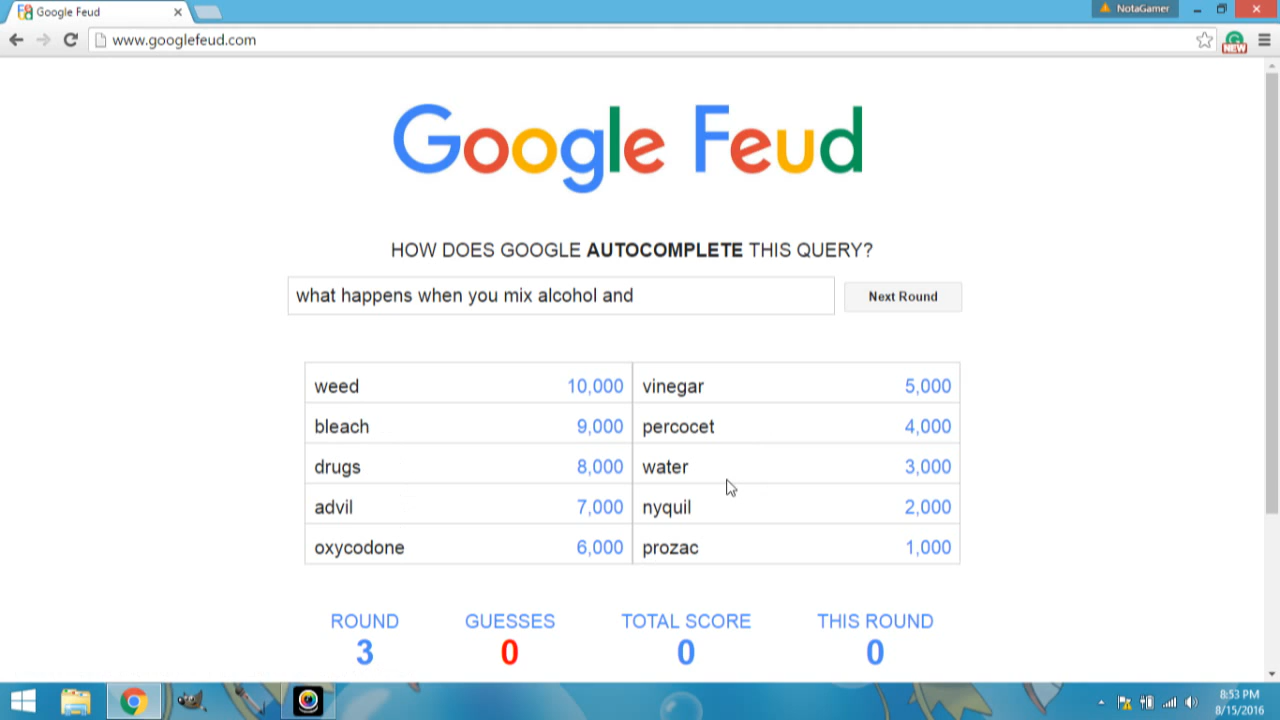 Google Feud
NotaGamer
www.googlefeud.com
NEW
Google Feud
HOW DOES GOOGLE AUTOCOMPLETE THIS QUERY?
what happens when you mix alcohol and
Next Round
weed 10,000 vinegar 5,000
bleach 9,000 percocet 4,000
drugs 8,000 water 3,000
advil 7,000 nyquil 2,000
oxycodone 6,000 prozac 1,000
ROUND GUESSES TOTAL SCORE THIS ROUND
3 0 0 0
8:53 PM
8/15/2016